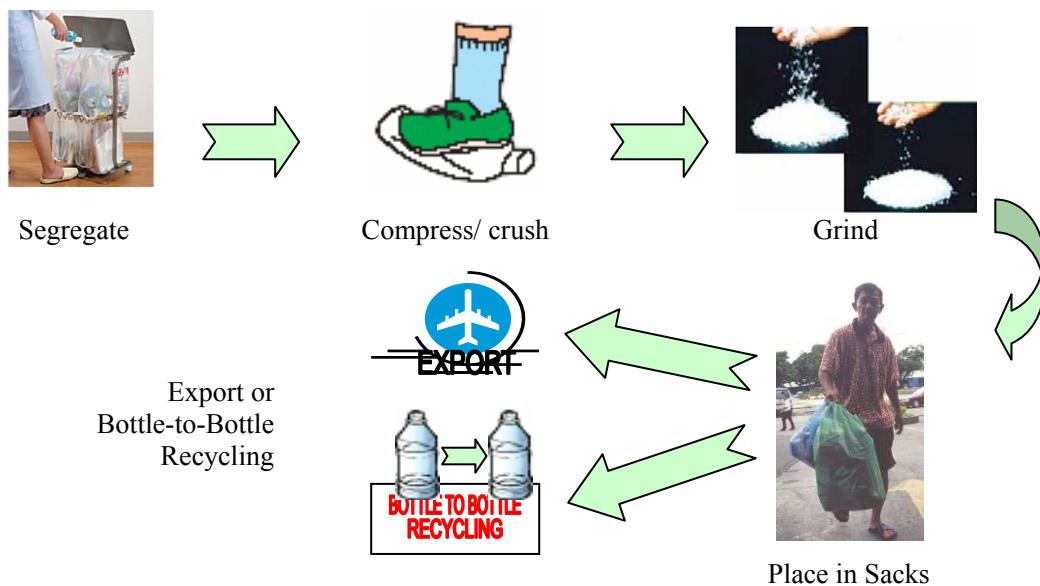 Segregate
Compress/ crush
Grind
EXPORT
Export or
Bottle-to-Bottle
Recycling
BOTTLE TO BOTTLE
RECYCLING
Place in Sacks